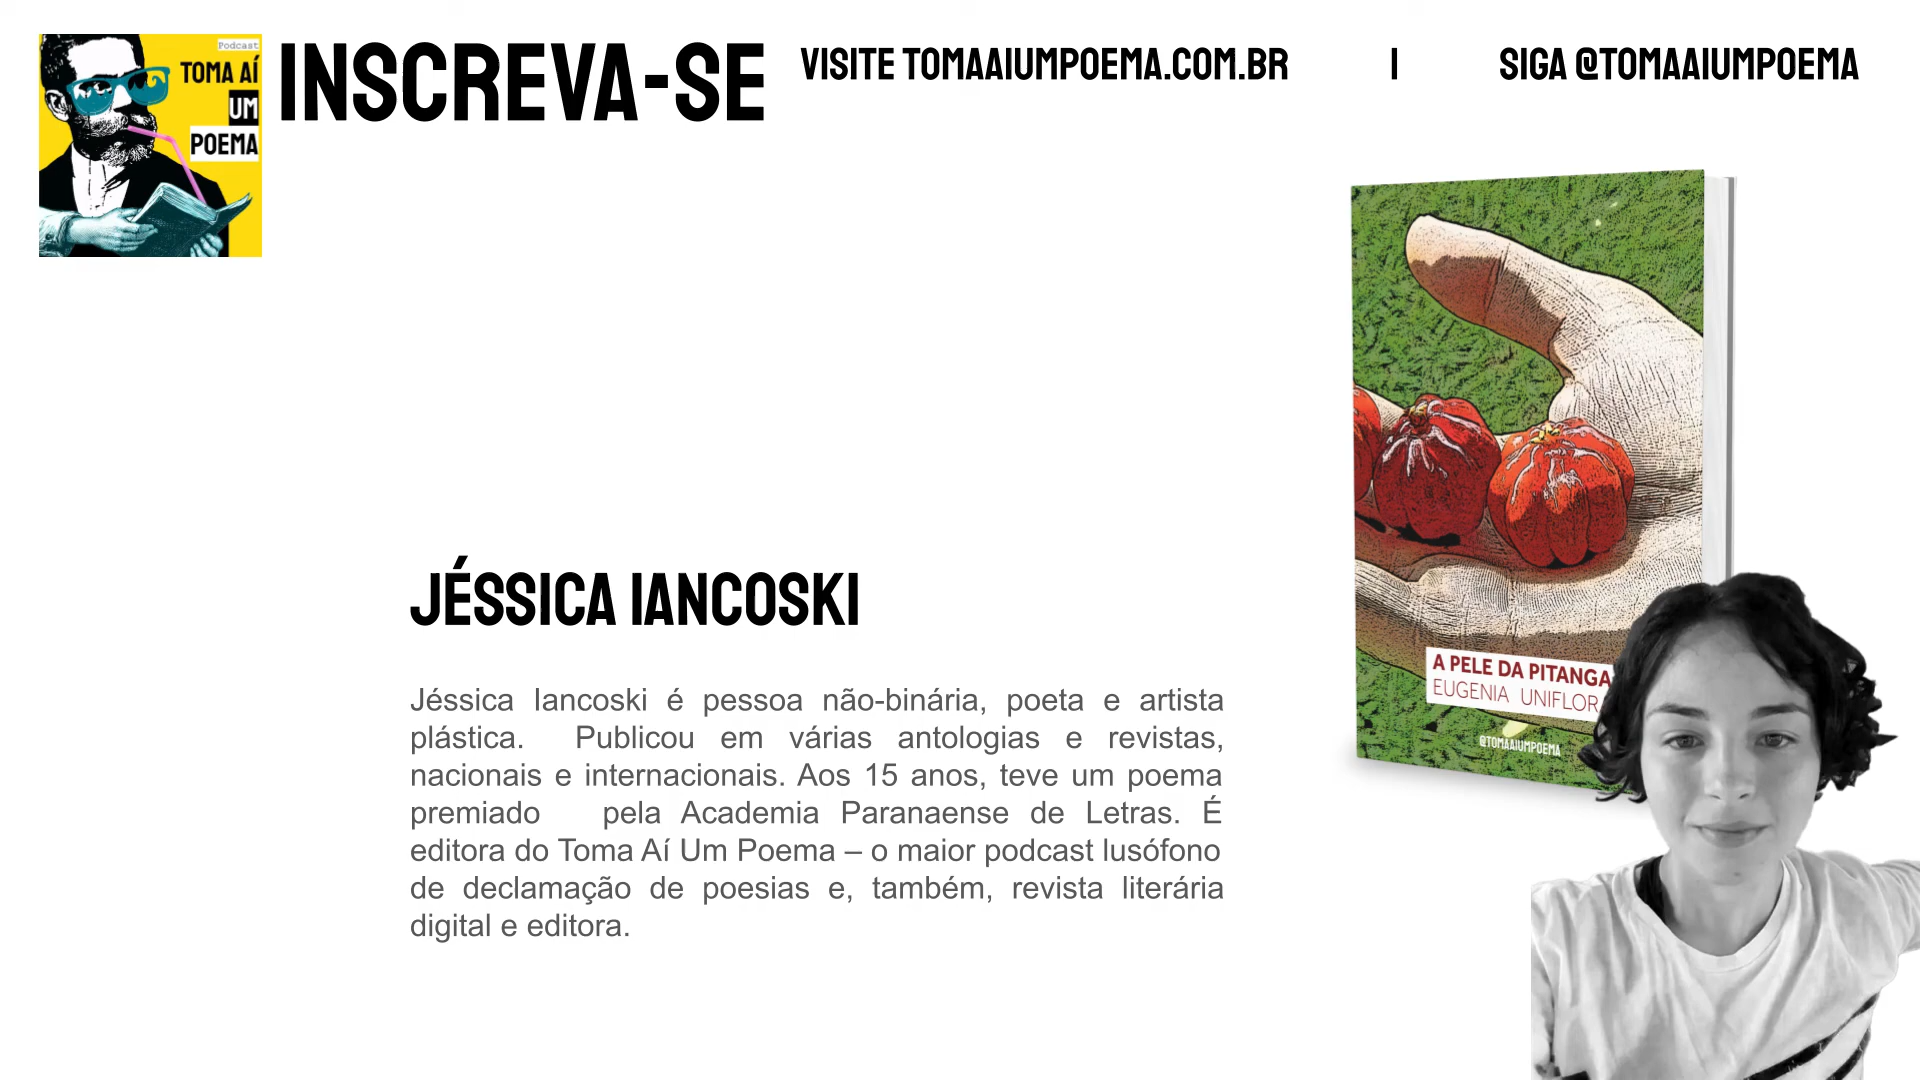 Podcast
TOMA AÍ
UM
POEMA
INSCREVA-SE
VISITE TOMAAIUMPOEMA.COM.BR | SIGA @TOMAAIUMPOEMA
A PELE DA PITANGA
EUGENIA UNIFLOR
@TOMAAIUMPOEMA
JÉSSICA IANCOSKI
Jéssica Iancoski é pessoa não-binária, poeta e artista
plástica. Publicou em várias antologias e revistas,
nacionais e internacionais. Aos 15 anos, teve um poema
premiado pela Academia Paranaense de Letras. É
editora do Toma Aí Um Poema – o maior podcast lusófono
de declamação de poesias e, também, revista literária
digital e editora.